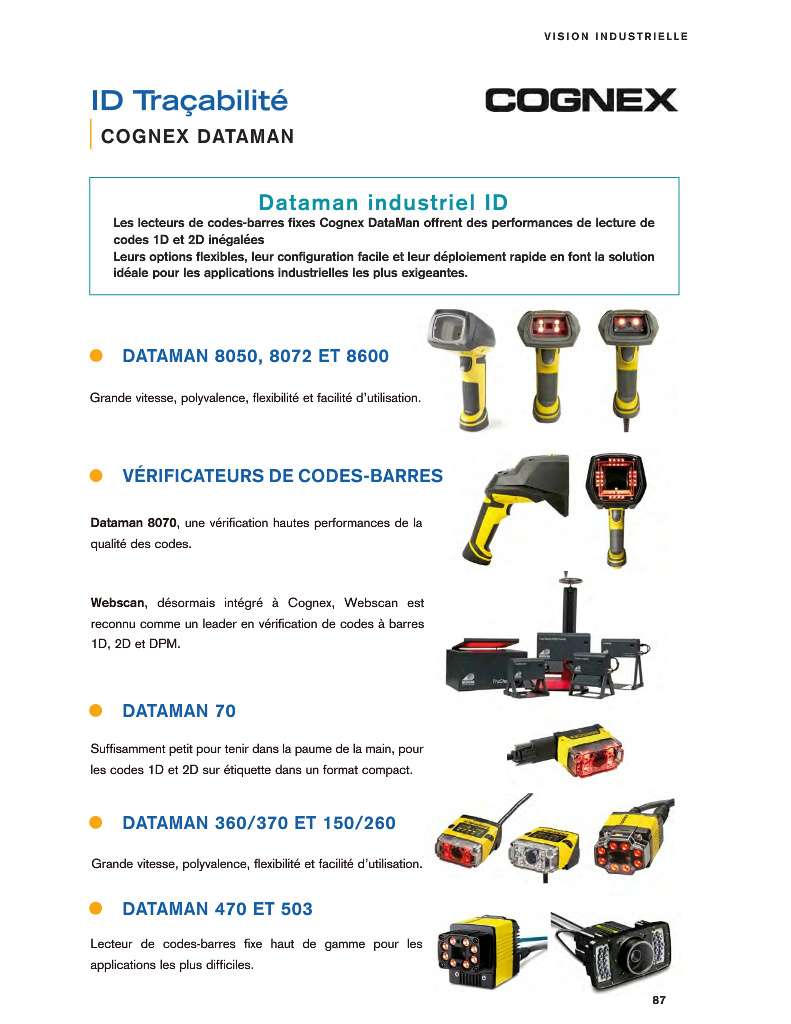 VISION INDUSTRIELLE
ID Traçabilité
COGNEX
COGNEX DATAMAN
Dataman industriel ID
Les lecteurs de codes-barres fixes Cognex DataMan offrent des performances de lecture de
codes 1D et 2D inégalées
Leurs options flexibles, leur configuration facile et leur déploiement rapide en font la solution
idéale pour les applications industrielles les plus exigeantes.
DATAMAN 8050, 8072 ET 8600
Grande vitesse, polyvalence, flexibilité et facilité d'utilisation.
VÉRIFICATEURS DE CODES-BARRES
Dataman 8070, une vérification hautes performances de la
qualité des codes.
Webscan, désormais intégré à Cognex, Webscan est
reconnu comme un leader en vérification de codes à barres
1D, 2D et DPM.
DATAMAN 70
Suffisamment petit pour tenir dans la paume de la main, pour
les codes 1D et 2D sur étiquette dans un format compact.
DATAMAN 360/370 ET 150/260
Grande vitesse, polyvalence, flexibilité et facilité d'utilisation.
DATAMAN 470 ET 503
Lecteur de codes-barres fixe haut de gamme pour les
applications les plus difficiles.
87